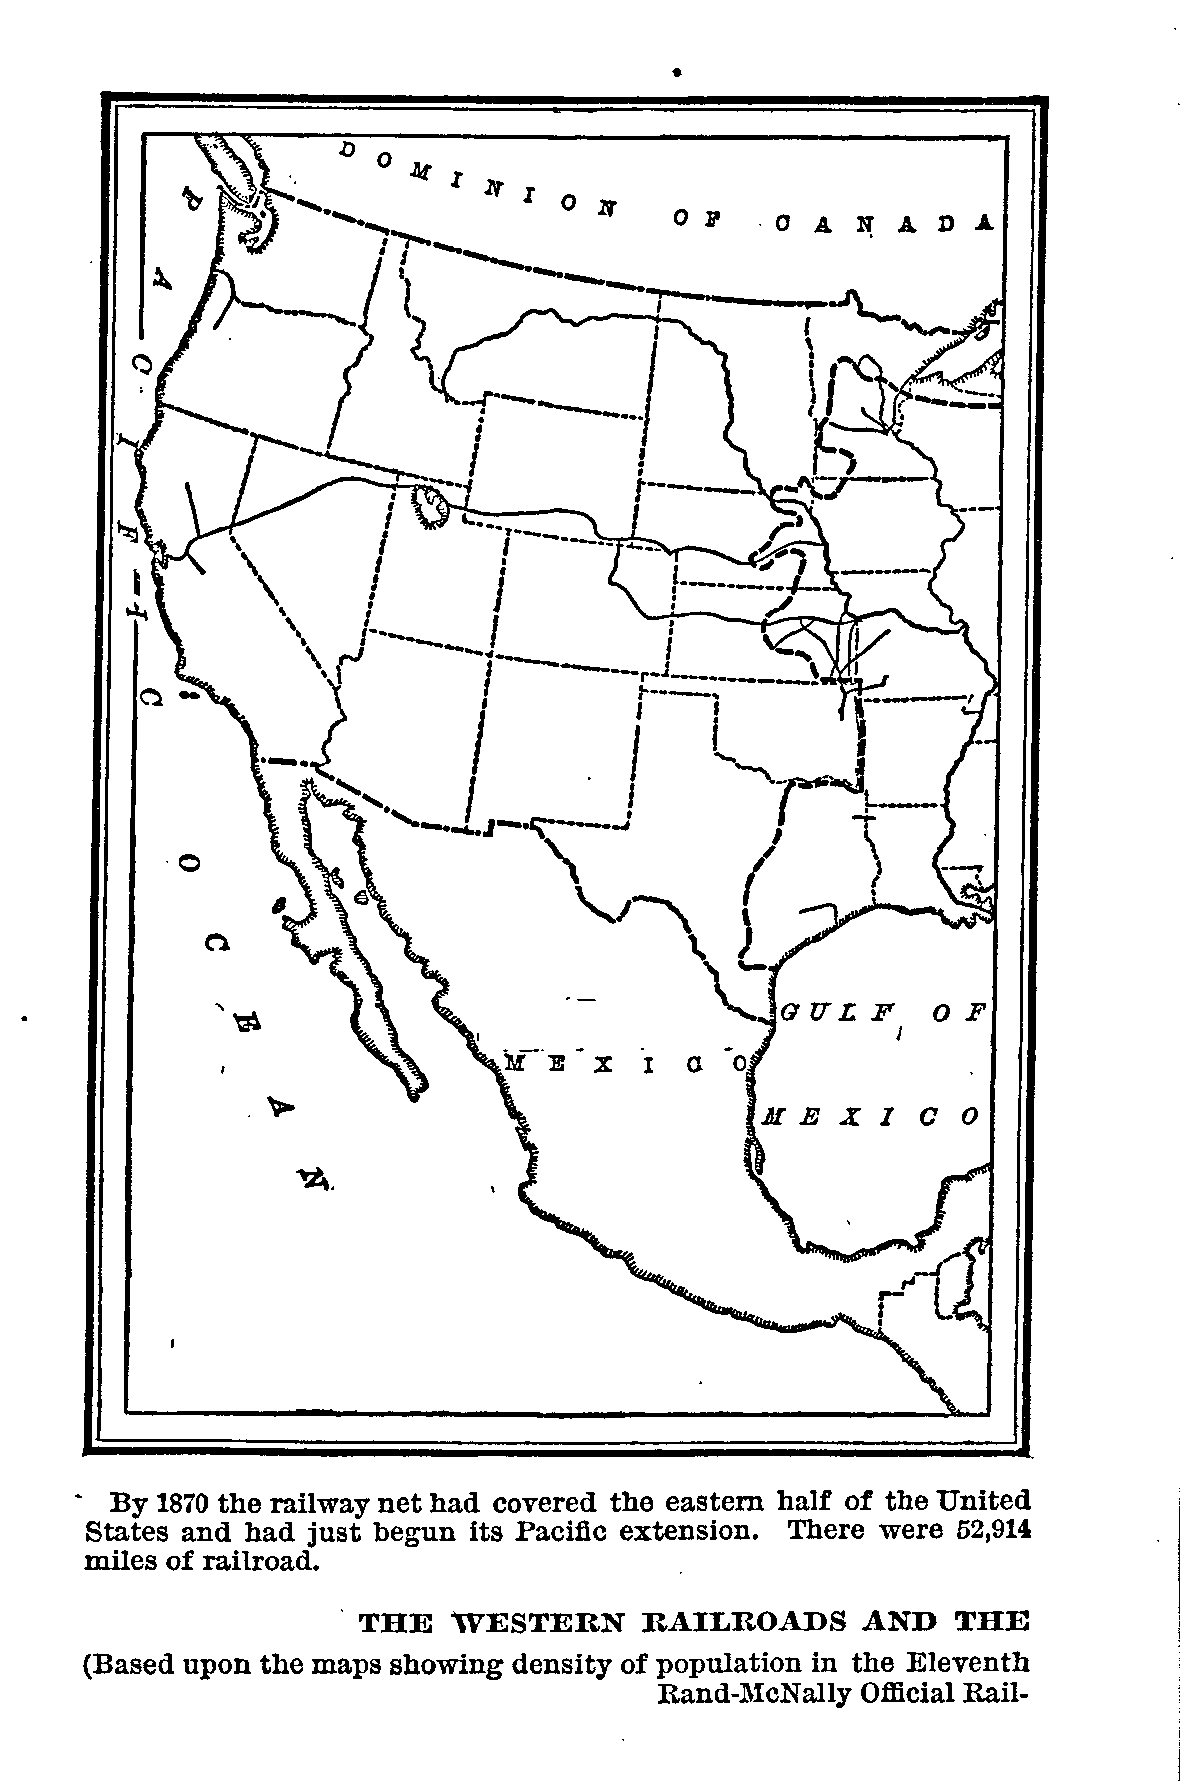 DOMINION OF CANADA
PACIFIC OCEAN
GULF OF
MEXICO
MEXICO
By 1870 the railway net had covered the eastern half of the United
States and had just begun its Pacific extension. There were 52,914
miles of railroad.
THE WESTERN RAILROADS AND THE
(Based upon the maps showing density of population in the Eleventh
Rand-McNally Official Rail-